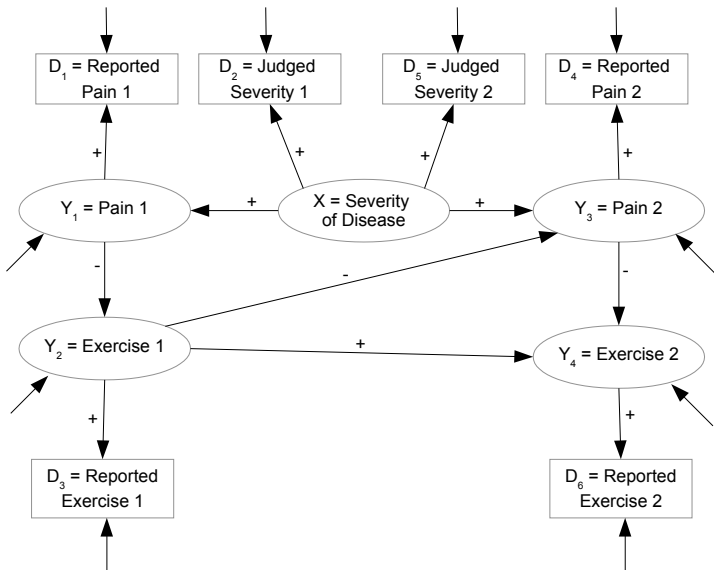 D1 = Reported
Pain 1
D2 = Judged
Severity 1
D5 = Judged
Severity 2
D4 = Reported
Pain 2
+
+
+
+
Y1 = Pain 1
+
X = Severity
of Disease
+
Y3 = Pain 2
-
-
-
Y2 = Exercise 1
+
Y4 = Exercise 2
+
+
D3 = Reported
Exercise 1
D6 = Reported
Exercise 2